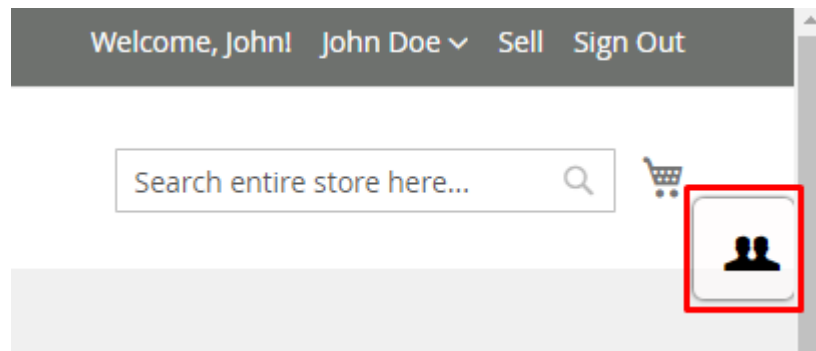 Welcome, John! John Doe Sell Sign Out
Search entire store here...